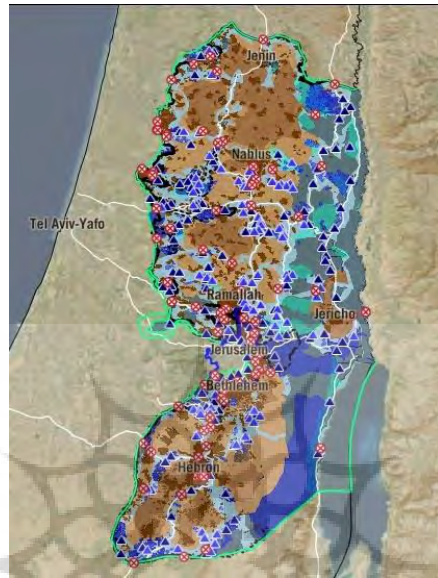 Jenin
Nablus
Tel Aviv-Yafo
Ramallah
Jericho
Jerusalem
Bethlehem
Hebron